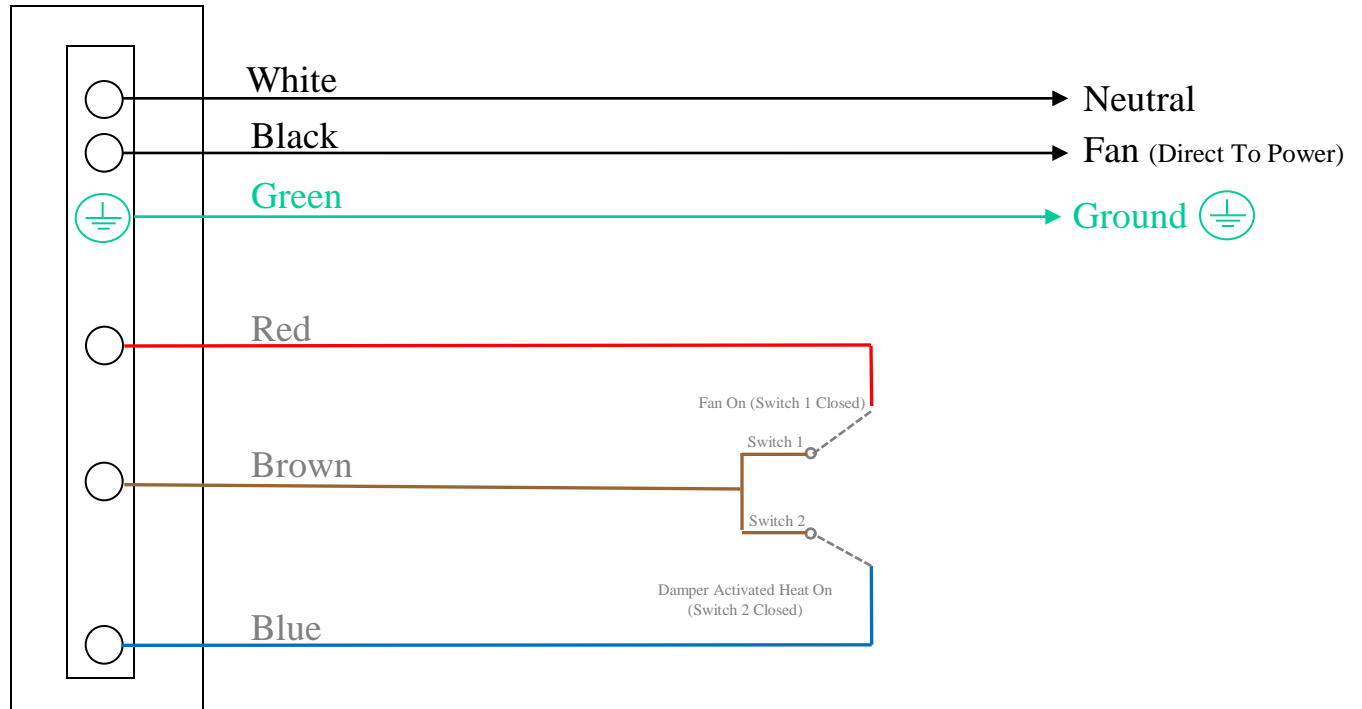 White
Neutral
Black
Fan (Direct To Power)
Green
Ground
Red
Fan On (Switch 1 Closed)
Switch 1
Brown
Switch 2
Damper Activated Heat On
(Switch 2 Closed)
Blue